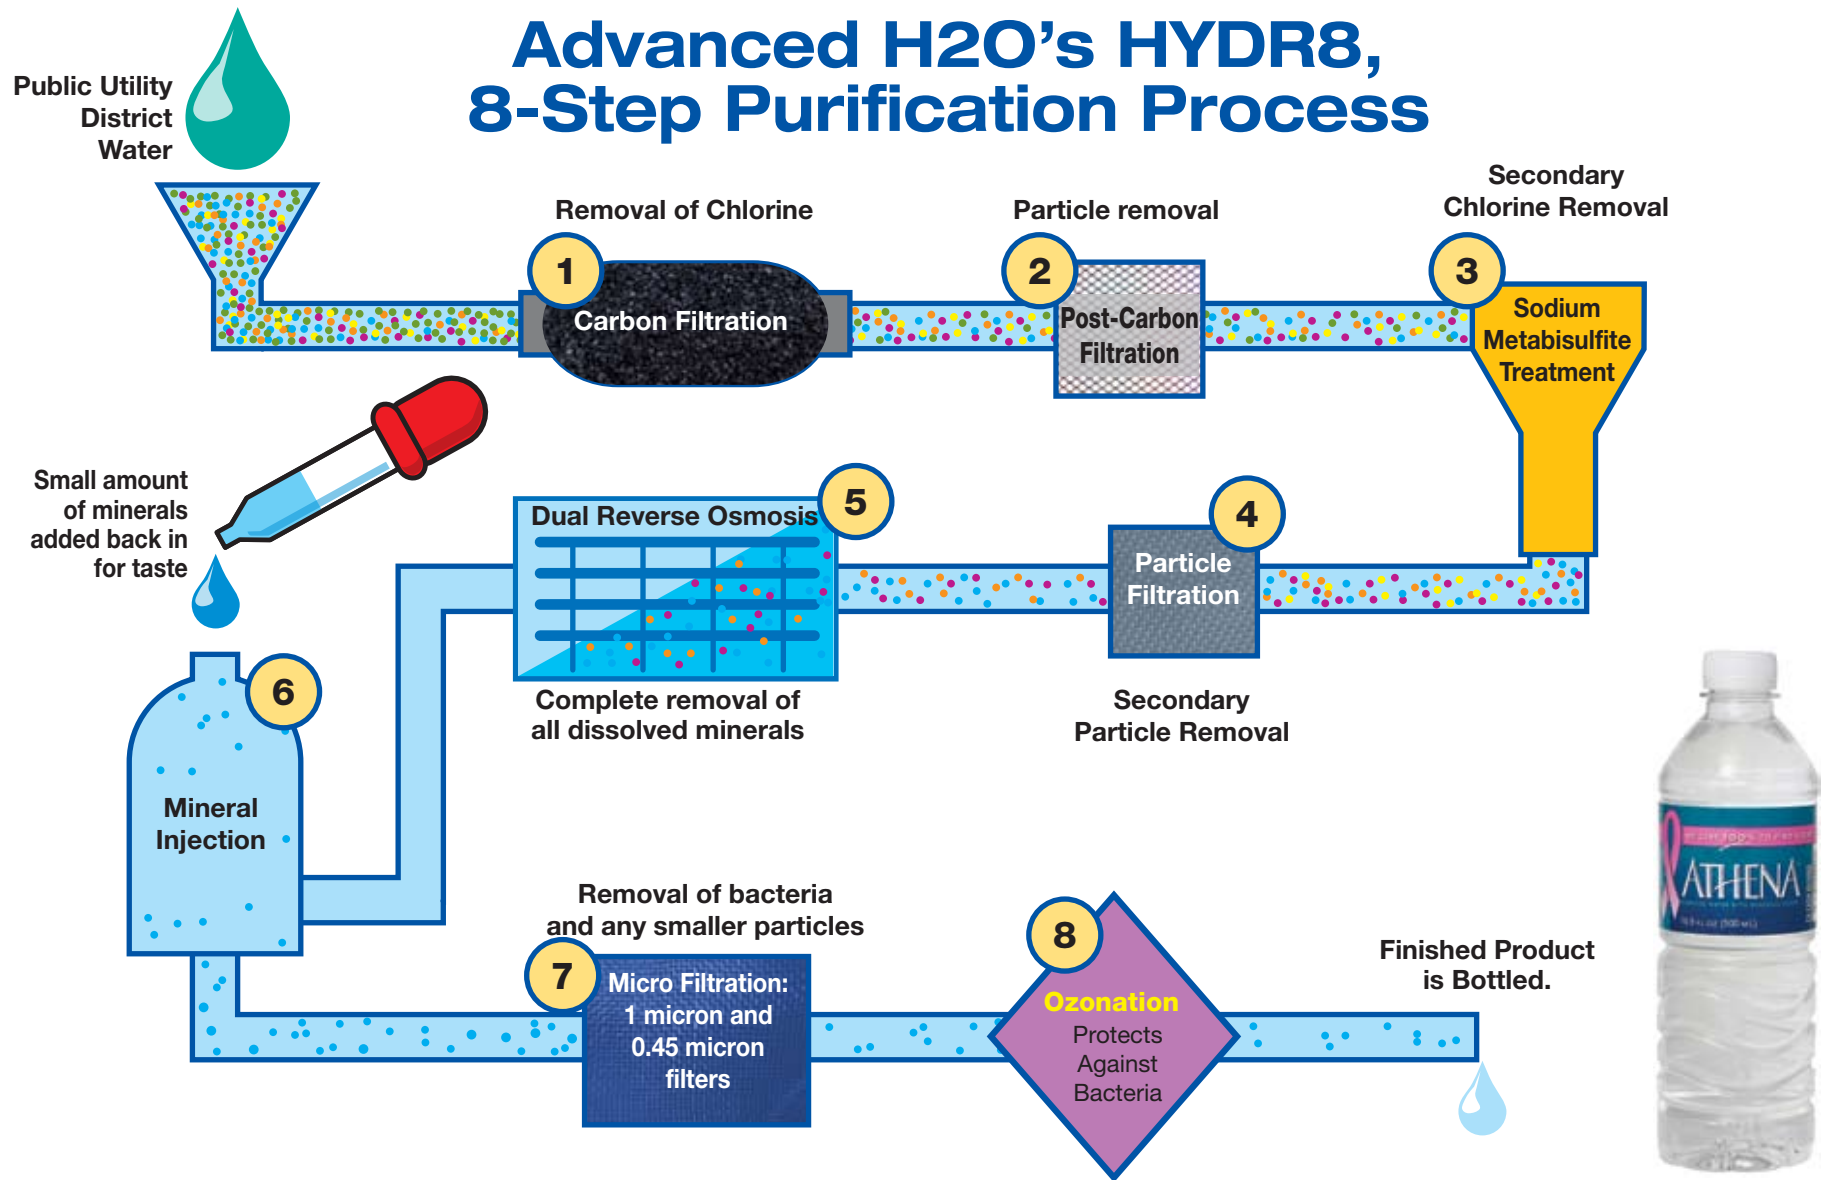 Advanced H2O’s HYDR8,
8-Step Purification Process
Public Utility
District
Water
Removal of Chlorine
1
Carbon Filtration
Particle removal
2
Post-Carbon
Filtration
Secondary
Chlorine Removal
3
Sodium
Metabisulfite
Treatment
4
Particle
Filtration
Secondary
Particle Removal
5
Dual Reverse Osmosis
Complete removal of
all dissolved minerals
Small amount
of minerals
added back in
for taste
6
Mineral
Injection
Removal of bacteria
and any smaller particles
7
Micro Filtration:
1 micron and
0.45 micron
filters
8
Ozonation
Protects
Against
Bacteria
Finished Product
is Bottled.
ATHENA